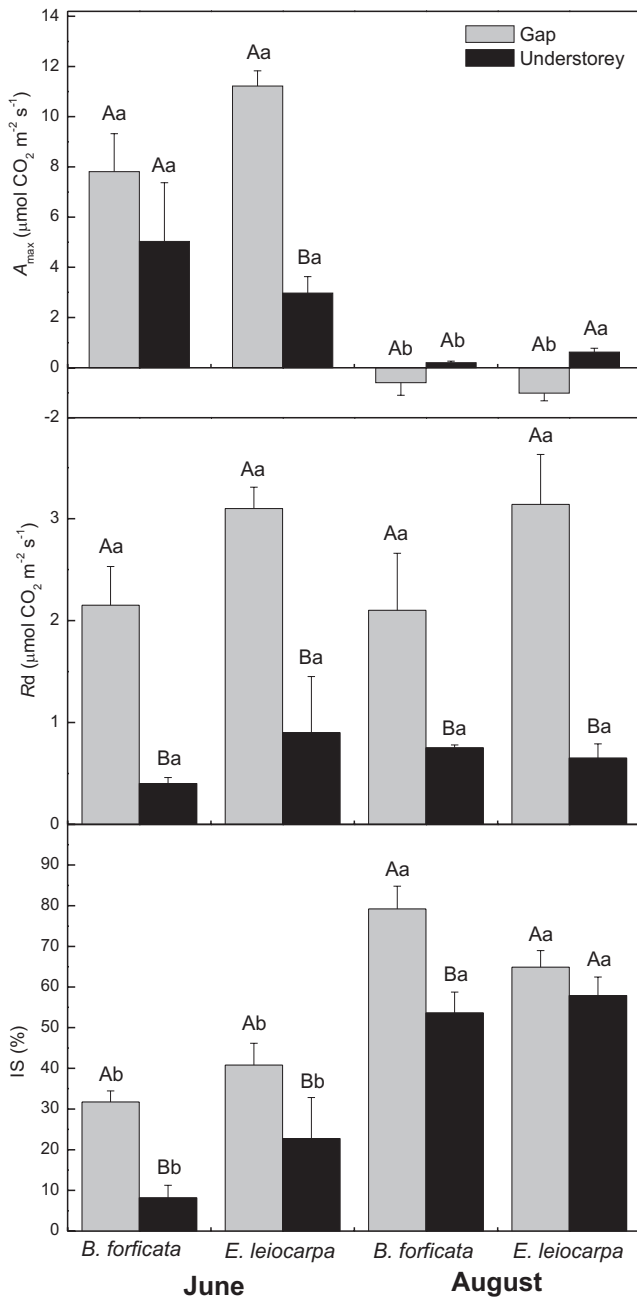 14
Gap
Understorey
12
Aa
10
Aa
8
Aa
6
4
Ba
2
Ab Ab Ab Aa
0
-2
A max (μmol CO2 m-2 s-1)
Aa Aa Aa Aa
3
2
1
Ba Ba Ba Ba
0
Rd (μmol CO2 m-2 s-1)
90
Aa
80
70
Aa Aa
60
Ba
50
Ab
40
Ab
30
Bb
20
10
Bb
0
IS (%)
B. forficata E. leiocarpa B. forficata E. leiocarpa
June August